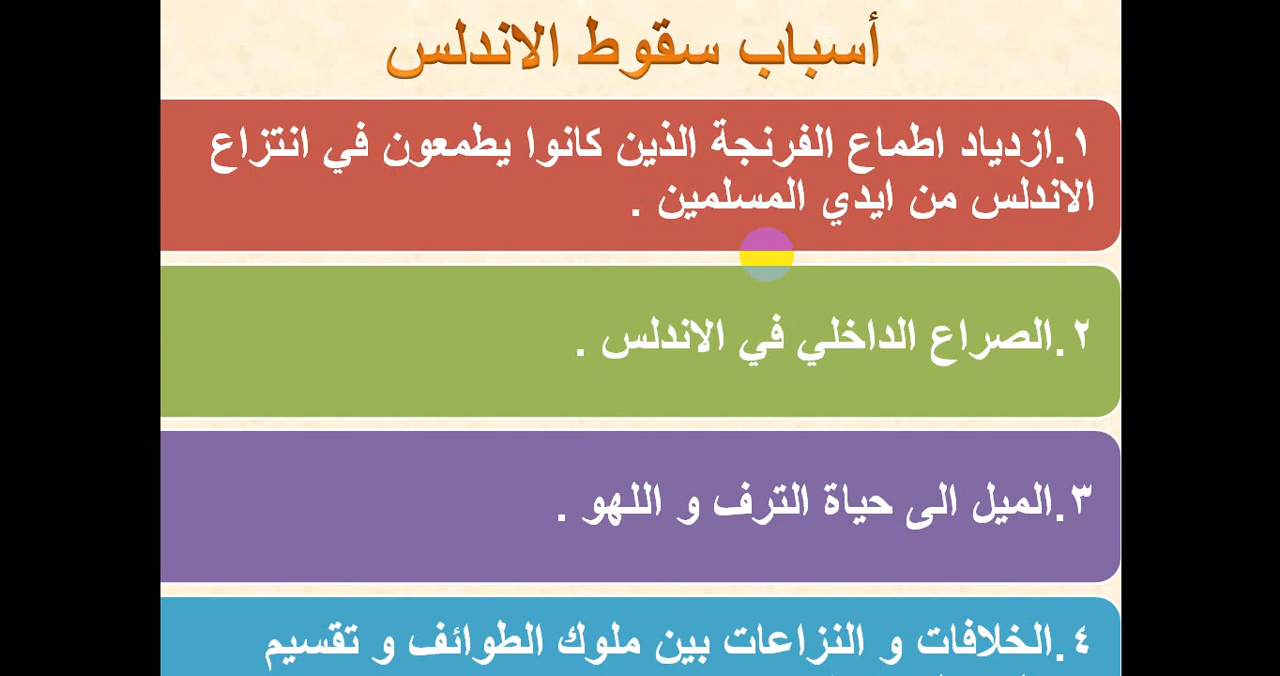 أسباب سقوط الاندلس
١.ازدياد اطماع الفرنجة الذين كانوا يطمعون في انتزاع
الاندلس من ايدي المسلمين .
٢.الصراع الداخلي في الاندلس .
٣.الميل الى حياة الترف و اللهو .
٤.الخلافات و النزاعات بين ملوك الطوائف و تقسيم